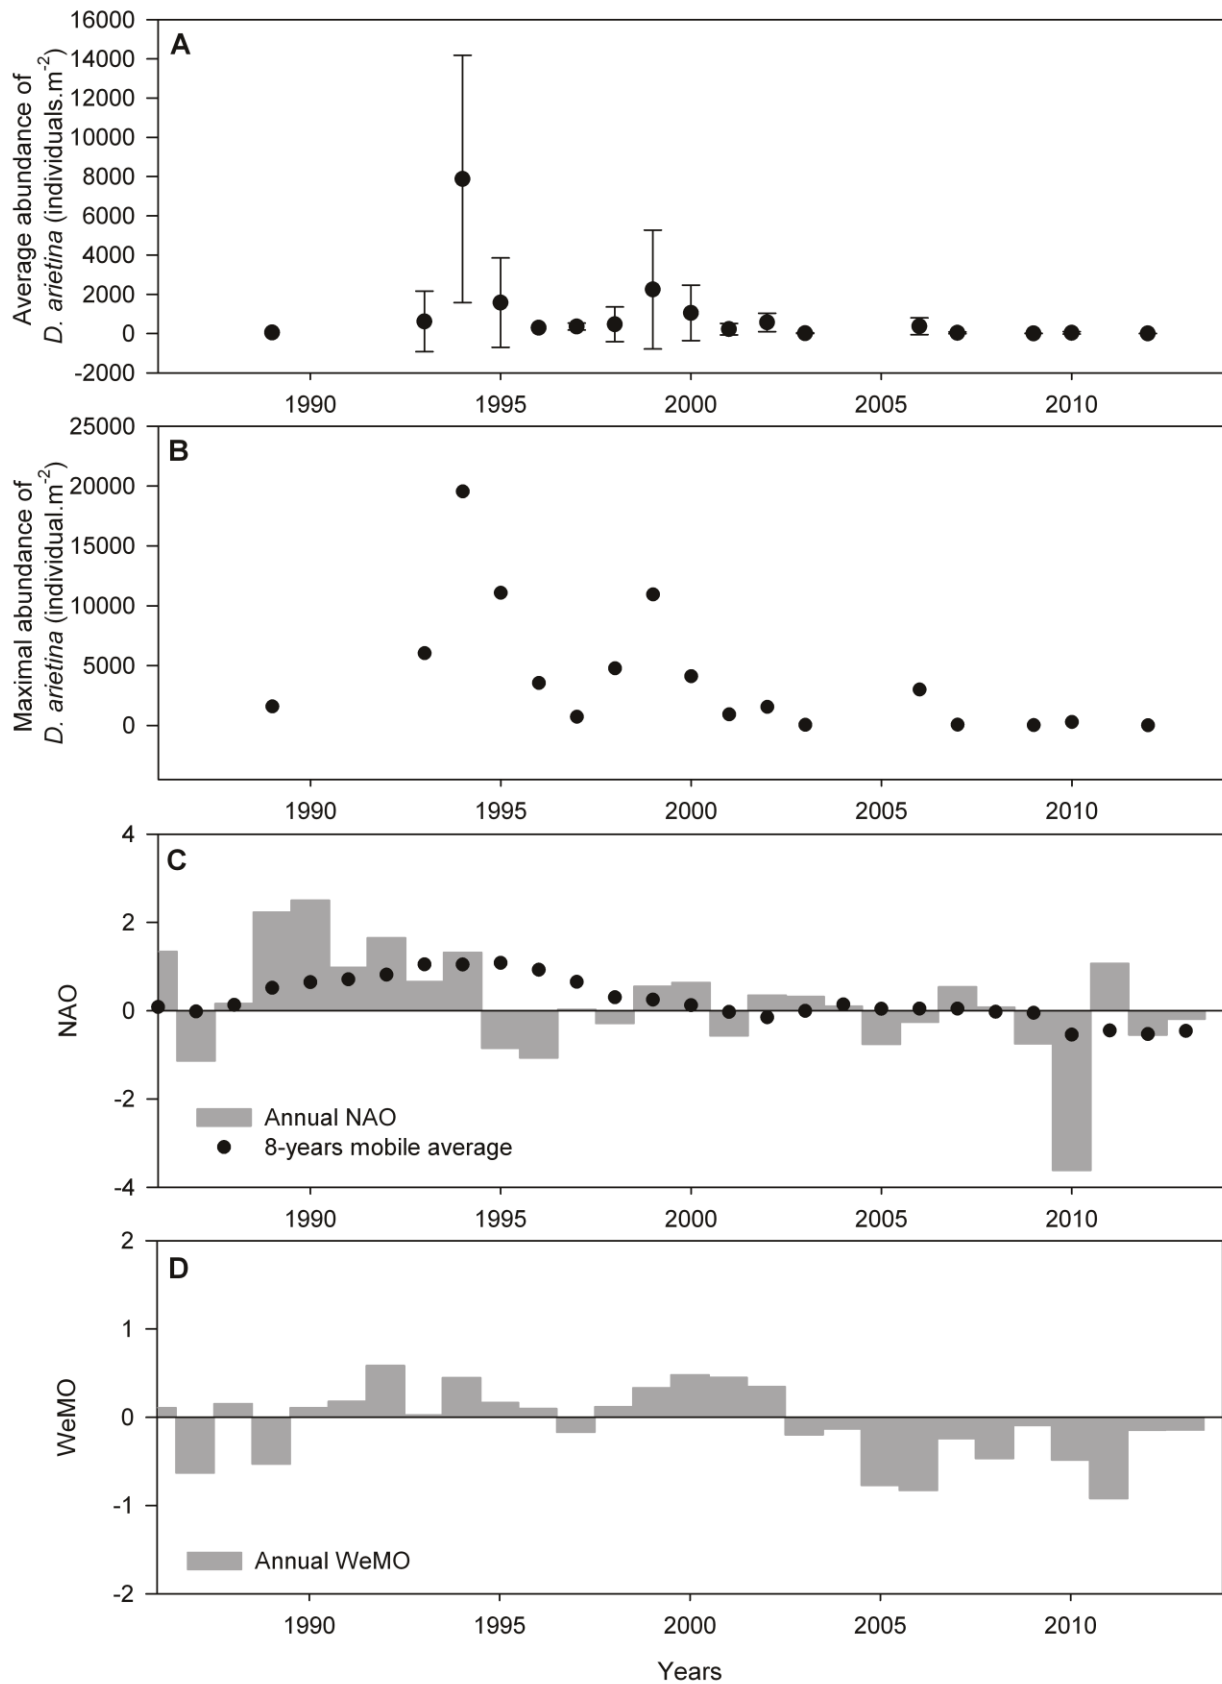 A
Average abundance of
D. arietina (individuals.m-2)
16000
14000
12000
10000
8000
6000
4000
2000
0
-2000
1990 1995 2000 2005 2010
B
Maximal abundance of
D. arietina (individual.m-2)
25000
20000
15000
10000
5000
0
1990 1995 2000 2005 2010
C
NAO
4
2
0
-2
-4
Annual NAO
8-years mobile average
1990 1995 2000 2005 2010
D
WeMO
2
1
0
-1
-2
Annual WeMO
1990 1995 2000 2005 2010
Years